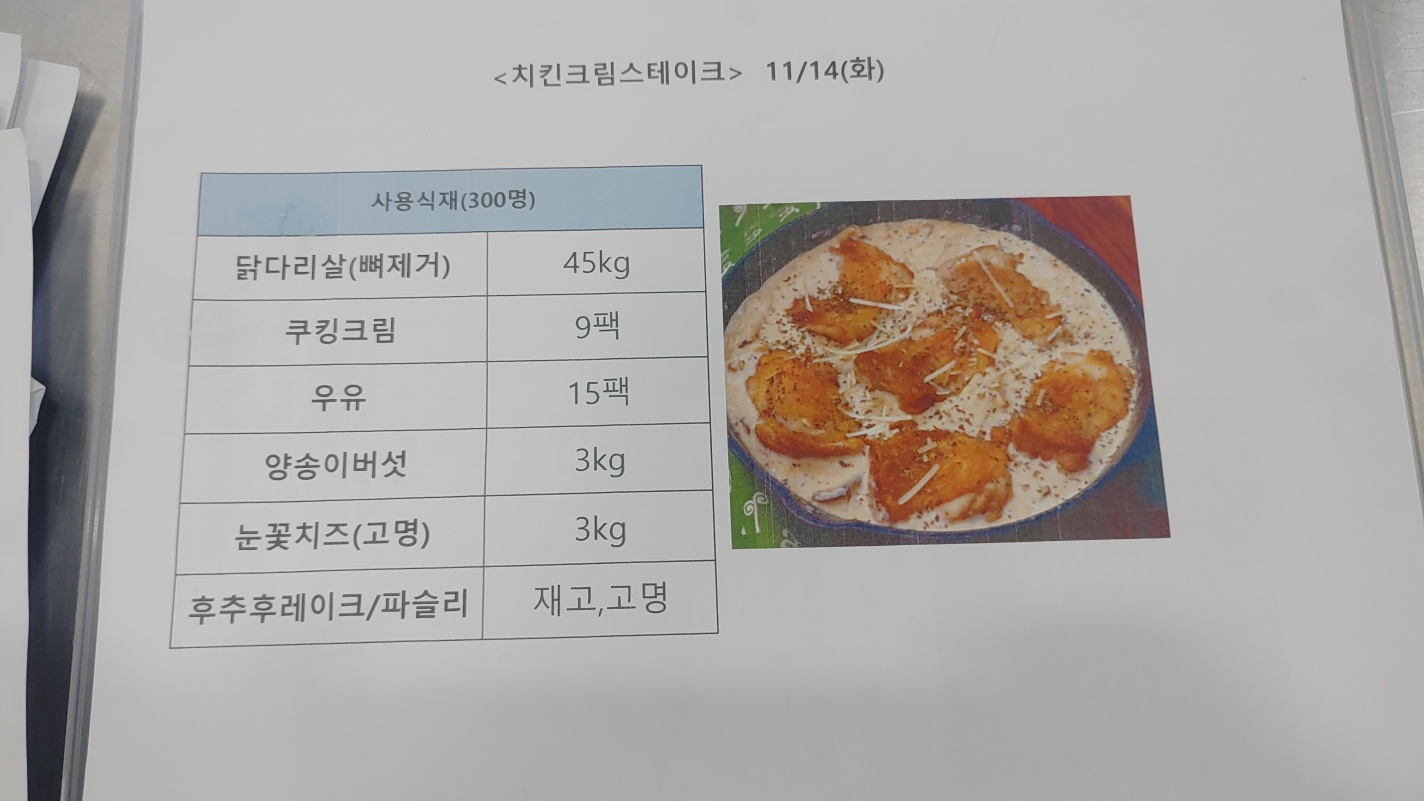 <치킨크림스테이크> 11/14(화)
사용식재(300명)
닭다리살(뼈제거) 45kg
쿠킹크림 9팩
우유 15팩
양송이버섯 3kg
눈꽃치즈(고명) 3kg
후추후레이크/파슬리 재고,고명